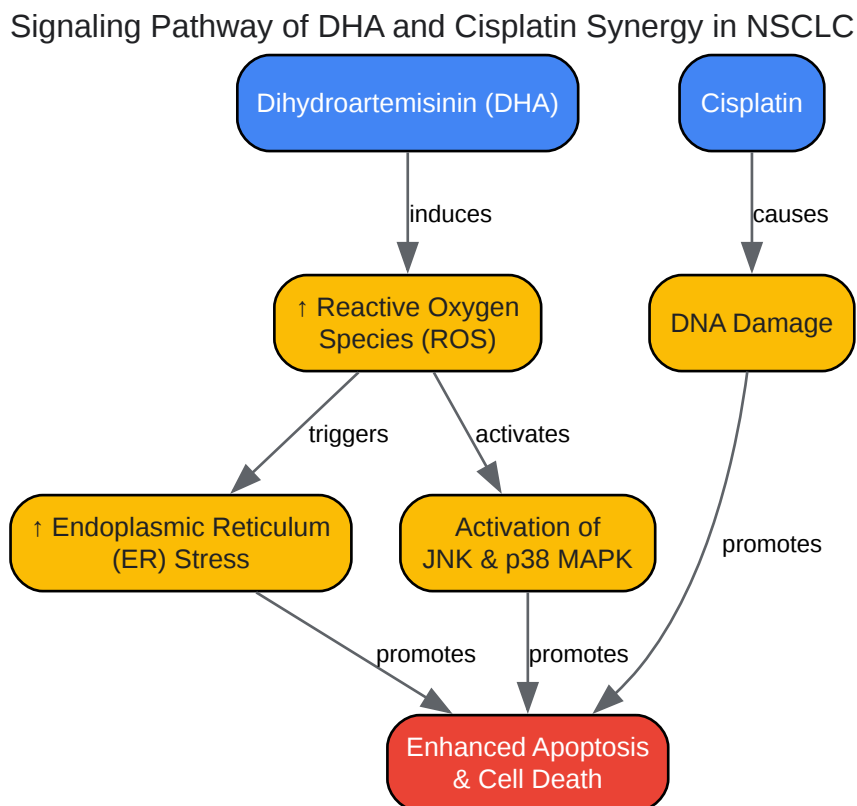 Signaling Pathway of DHA and Cisplatin Synergy in NSCLC
Dihydroartemisinin (DHA)
Cisplatin
induces
causes
↑ Reactive Oxygen
Species (ROS)
DNA Damage
triggers
activates
↑ Endoplasmic Reticulum
(ER) Stress
Activation of
JNK & p38 MAPK
promotes
promotes
promotes
Enhanced Apoptosis
& Cell Death